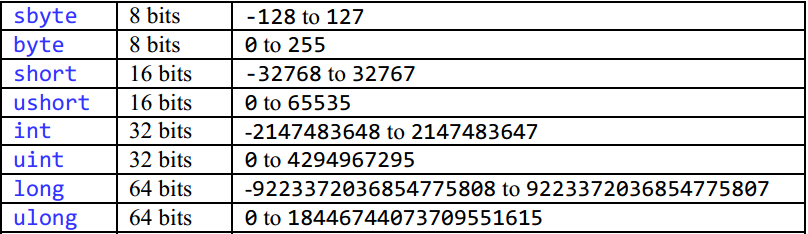 sbyte 8 bits -128 to 127
byte 8 bits 0 to 255
short 16 bits -32768 to 32767
ushort 16 bits 0 to 65535
int 32 bits -2147483648 to 2147483647
uint 32 bits 0 to 4294967295
long 64 bits -9223372036854775808 to 9223372036854775807
ulong 64 bits 0 to 18446744073709551615